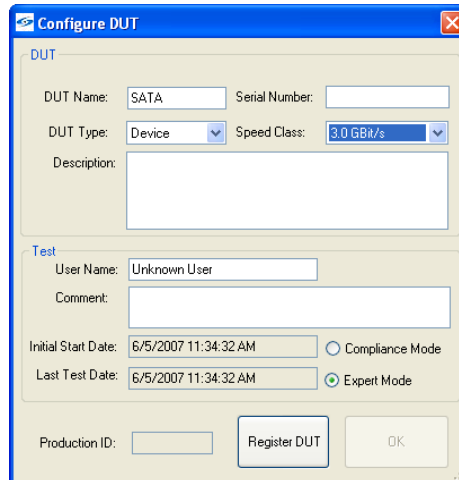 Configure DUT
DUT
DUT Name: SATA Serial Number:
DUT Type: Device Speed Class: 3.0 GBit/s
Description:
Test
User Name: Unknown User
Comment:
Initial Start Date: 6/5/2007 11:34:32 AM Compliance Mode
Last Test Date: 6/5/2007 11:34:32 AM Expert Mode
Production ID: Register DUT OK